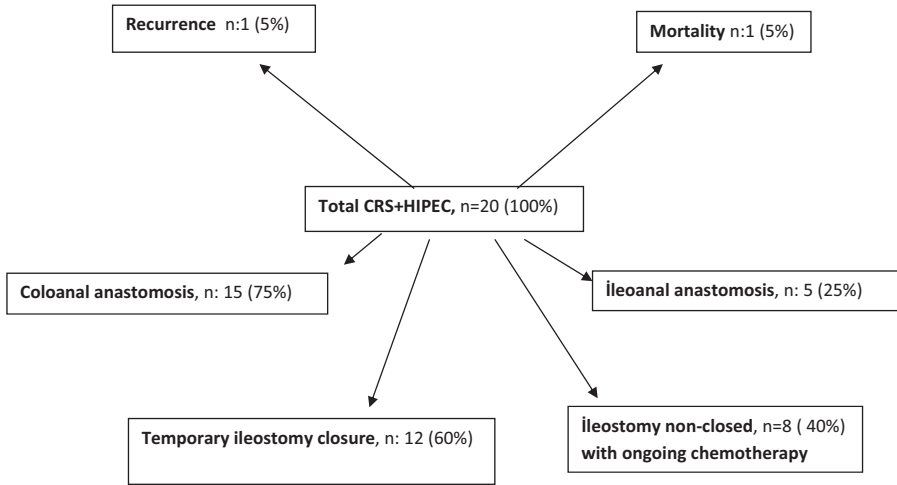 Recurrence n:1 (5%)
Mortality n:1 (5%)
Total CRS+HIPEC, n=20 (100%)
Coloanal anastomosis, n: 15 (75%)
İleoanal anastomosis, n: 5 (25%)
Temporary ileostomy closure, n: 12 (60%)
İleostomy non-closed, n=8 ( 40%)
with ongoing chemotherapy